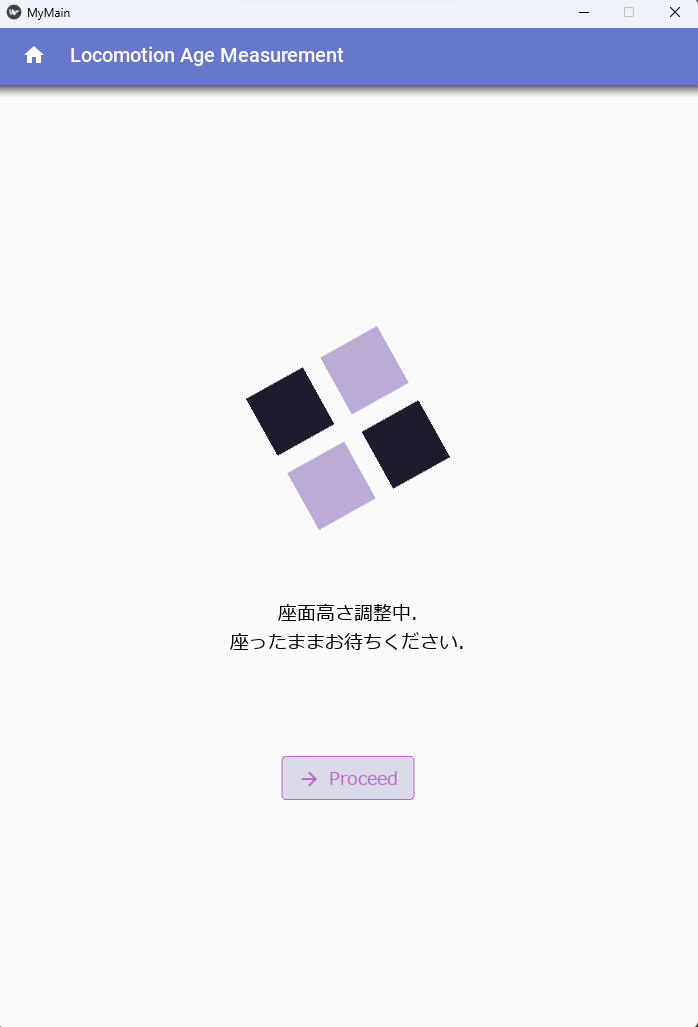 MyMain
Locomotion Age Measurement
座面高さ調整中.
座ったままお待ちください.
Proceed